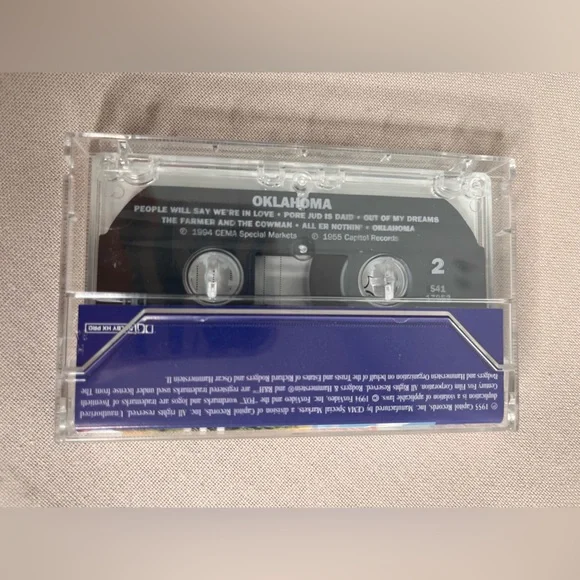 OKLAHOMA
PEOPLE WILL SAY WE'RE IN LOVE • PORE JUD IS DAID • OUT OF MY DREAMS
THE FARMER AND THE COWMAN • ALL ER NOTHIN' • OKLAHOMA
℗ 1994 CEMA Special Markets ℗ 1955 Capitol Records
2
541
DOLBY HX PRO
℗ 1955 Capitol Records, Inc. Manufactured by CEMA Special Markets, a division of Capitol Records, Inc. All rights reserved. Unauthorized
duplication is a violation of applicable laws. © 1994 FoxVideo, Inc. FoxVideo and the "FOX" wordmarks and logos are trademarks of Twentieth
Century Fox Film Corporation. All Rights Reserved. Rodgers & Hammerstein® and R&H™ are registered trademarks used under license from The
Rodgers and Hammerstein Organization on behalf of the Trusts and Estates of Richard Rodgers and Oscar Hammerstein II.